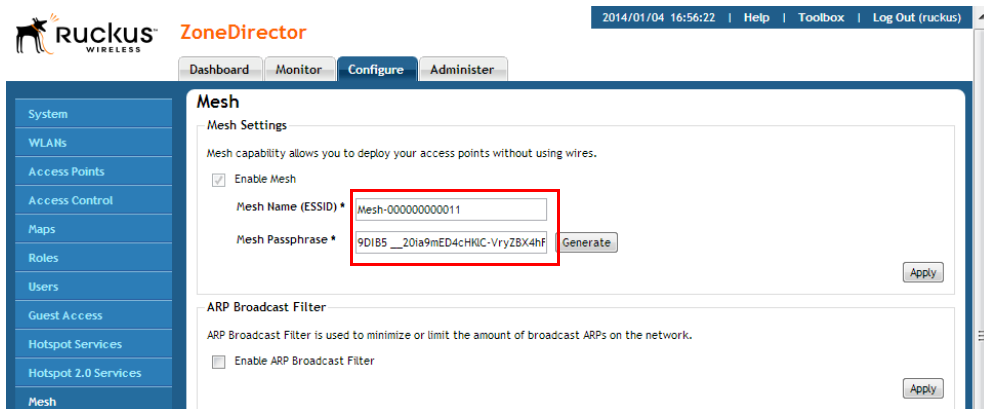 2014/01/04 16:56:22 | Help | Toolbox | Log Out (ruckus)
RUCKUS
WIRELESS
ZoneDirector
Dashboard Monitor Configure Administer
System
WLANs
Access Points
Access Control
Maps
Roles
Users
Guest Access
Hotspot Services
Hotspot 2.0 Services
Mesh
Mesh
Mesh Settings
Mesh capability allows you to deploy your access points without using wires.
Enable Mesh
Mesh Name (ESSID) * Mesh-000000000011
Mesh Passphrase * Generate
Apply
ARP Broadcast Filter
ARP Broadcast Filter is used to minimize or limit the amount of broadcast ARPs on the network.
Enable ARP Broadcast Filter
Apply